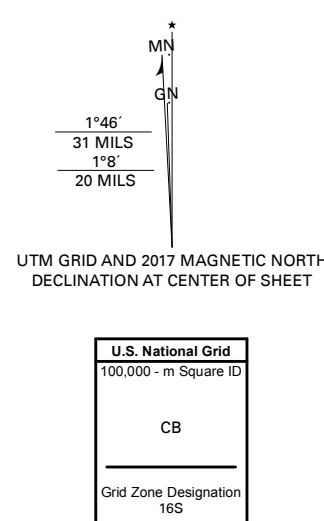 ★
MN
GN
1°46´
31 MILS
1°8´
20 MILS
UTM GRID AND 2017 MAGNETIC NORTH
DECLINATION AT CENTER OF SHEET
U.S. National Grid
100,000 - m Square ID
CB
Grid Zone Designation
16S